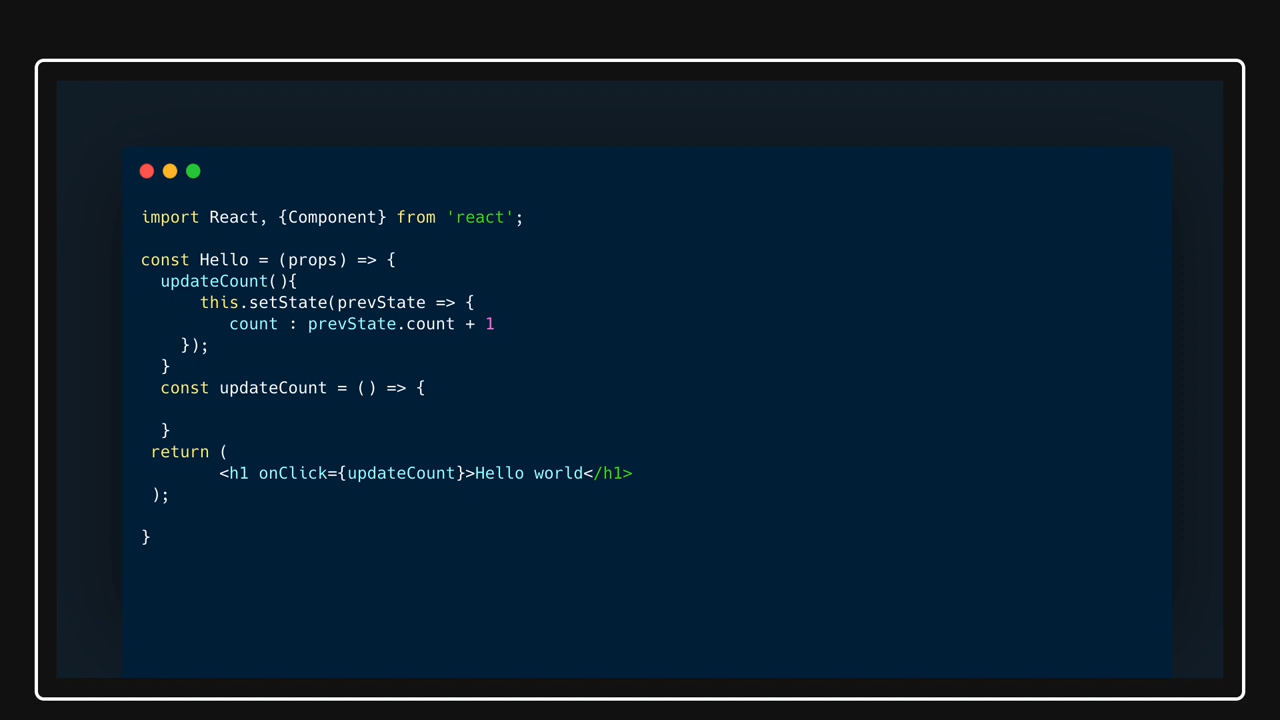 import React, {Component} from 'react';
const Hello = (props) => {
updateCount(){
this.setState(prevState => {
count : prevState.count + 1
});
}
const updateCount = () => {
}
return (
<h1 onClick={updateCount}>Hello world</h1>
);
}